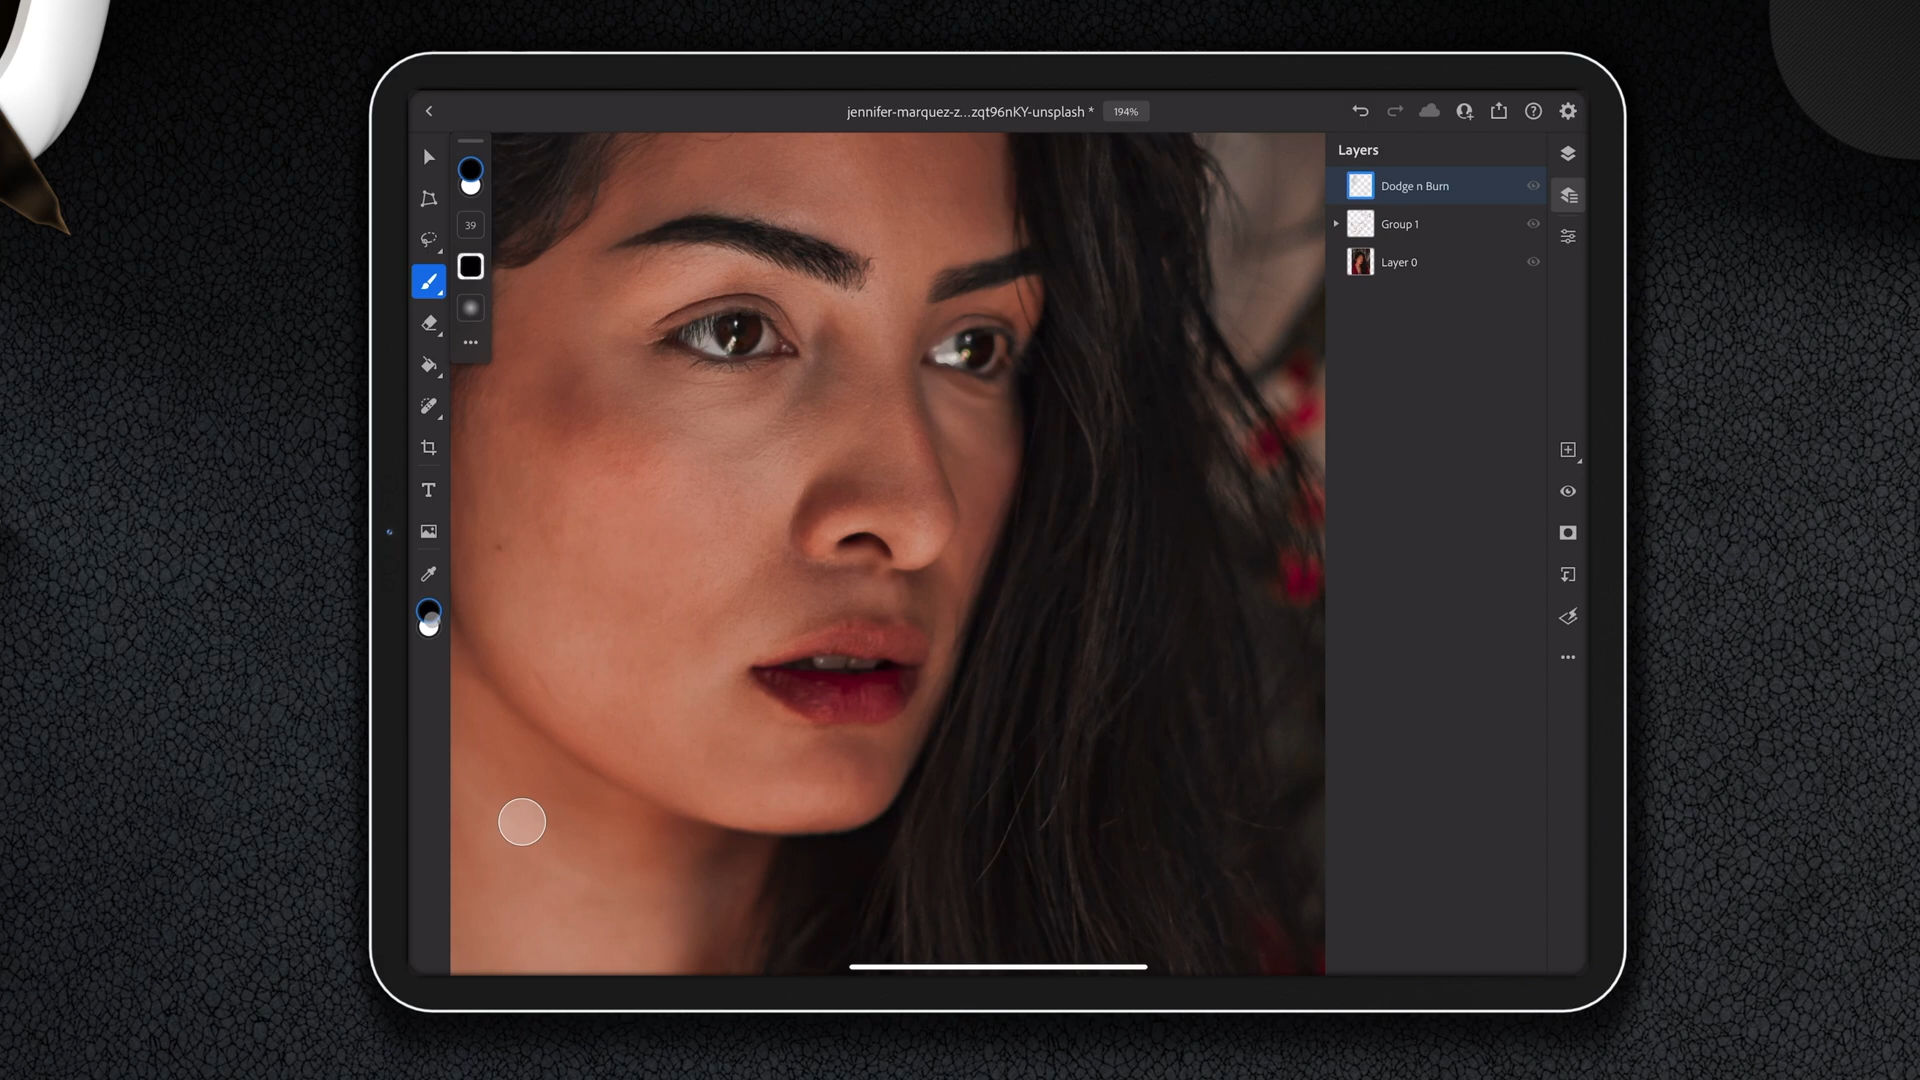 jennifer-marquez-z...zqt96nKY-unsplash * 194%
Layers
39
Dodge n Burn
Group 1
Layer 0